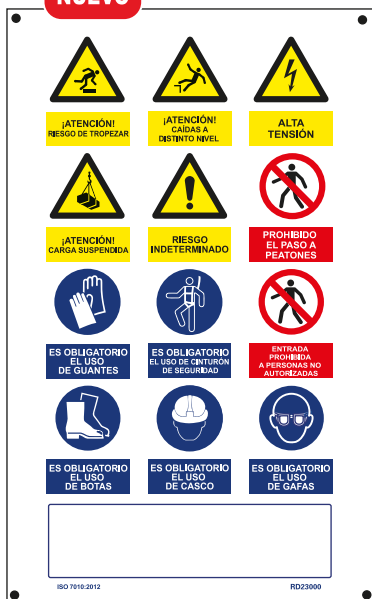 NUEVO
¡ATENCIÓN!
RIESGO DE TROPEZAR
¡ATENCIÓN!
CAÍDAS A
DISTINTO NIVEL
ALTA
TENSIÓN
¡ATENCIÓN!
CARGA SUSPENDIDA
RIESGO
INDETERMINADO
PROHIBIDO
EL PASO A
PEATONES
ES OBLIGATORIO
EL USO
DE GUANTES
ES OBLIGATORIO
EL USO DE CINTURÓN
DE SEGURIDAD
ENTRADA
PROHIBIDA
A PERSONAS NO
AUTORIZADAS
ES OBLIGATORIO
EL USO
DE BOTAS
ES OBLIGATORIO
EL USO
DE CASCO
ES OBLIGATORIO
EL USO
DE GAFAS
ISO 7010:2012
RD23000